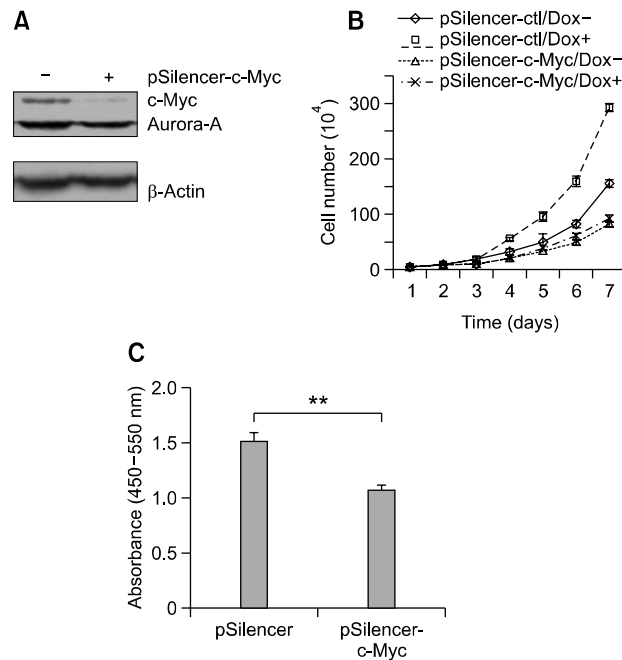 A
− + pSilencer-c-Myc
c-Myc
Aurora-A
β-Actin
B
pSilencer-ctl/Dox−
pSilencer-ctl/Dox+
pSilencer-c-Myc/Dox−
pSilencer-c-Myc/Dox+
Cell number (10⁴)
300
200
100
0
1 2 3 4 5 6 7
Time (days)
C
Absorbance (450−550 nm)
2.0
1.5
1.0
0.5
0
**
pSilencer
pSilencer-
c-Myc